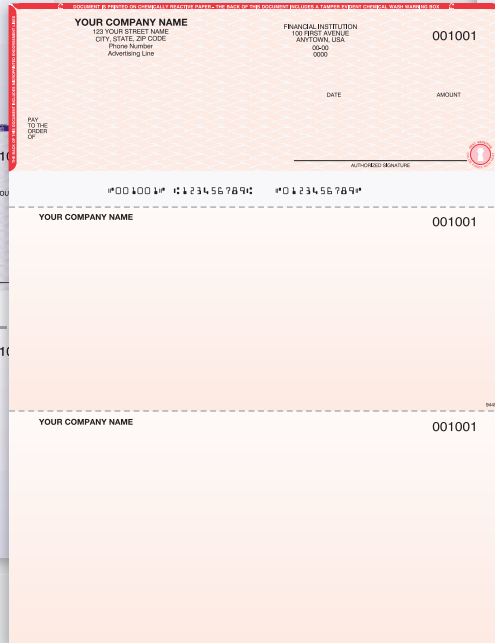 DOCUMENT IS PRINTED ON CHEMICALLY REACTIVE PAPER - THE BACK OF THIS DOCUMENT INCLUDES A TAMPER EVIDENT CHEMICAL WASH WARNING BOX
YOUR COMPANY NAME
123 YOUR STREET NAME
CITY, STATE, ZIP CODE
Phone Number
Advertising Line
FINANCIAL INSTITUTION
100 FIRST AVENUE
ANYTOWN, USA
00-00
0000
001001
DATE
AMOUNT
PAY
TO THE
ORDER
OF
AUTHORIZED SIGNATURE
⑈001001⑈ ⑆123456789⑆ ⑈0123456789⑈
YOUR COMPANY NAME
001001
YOUR COMPANY NAME
001001